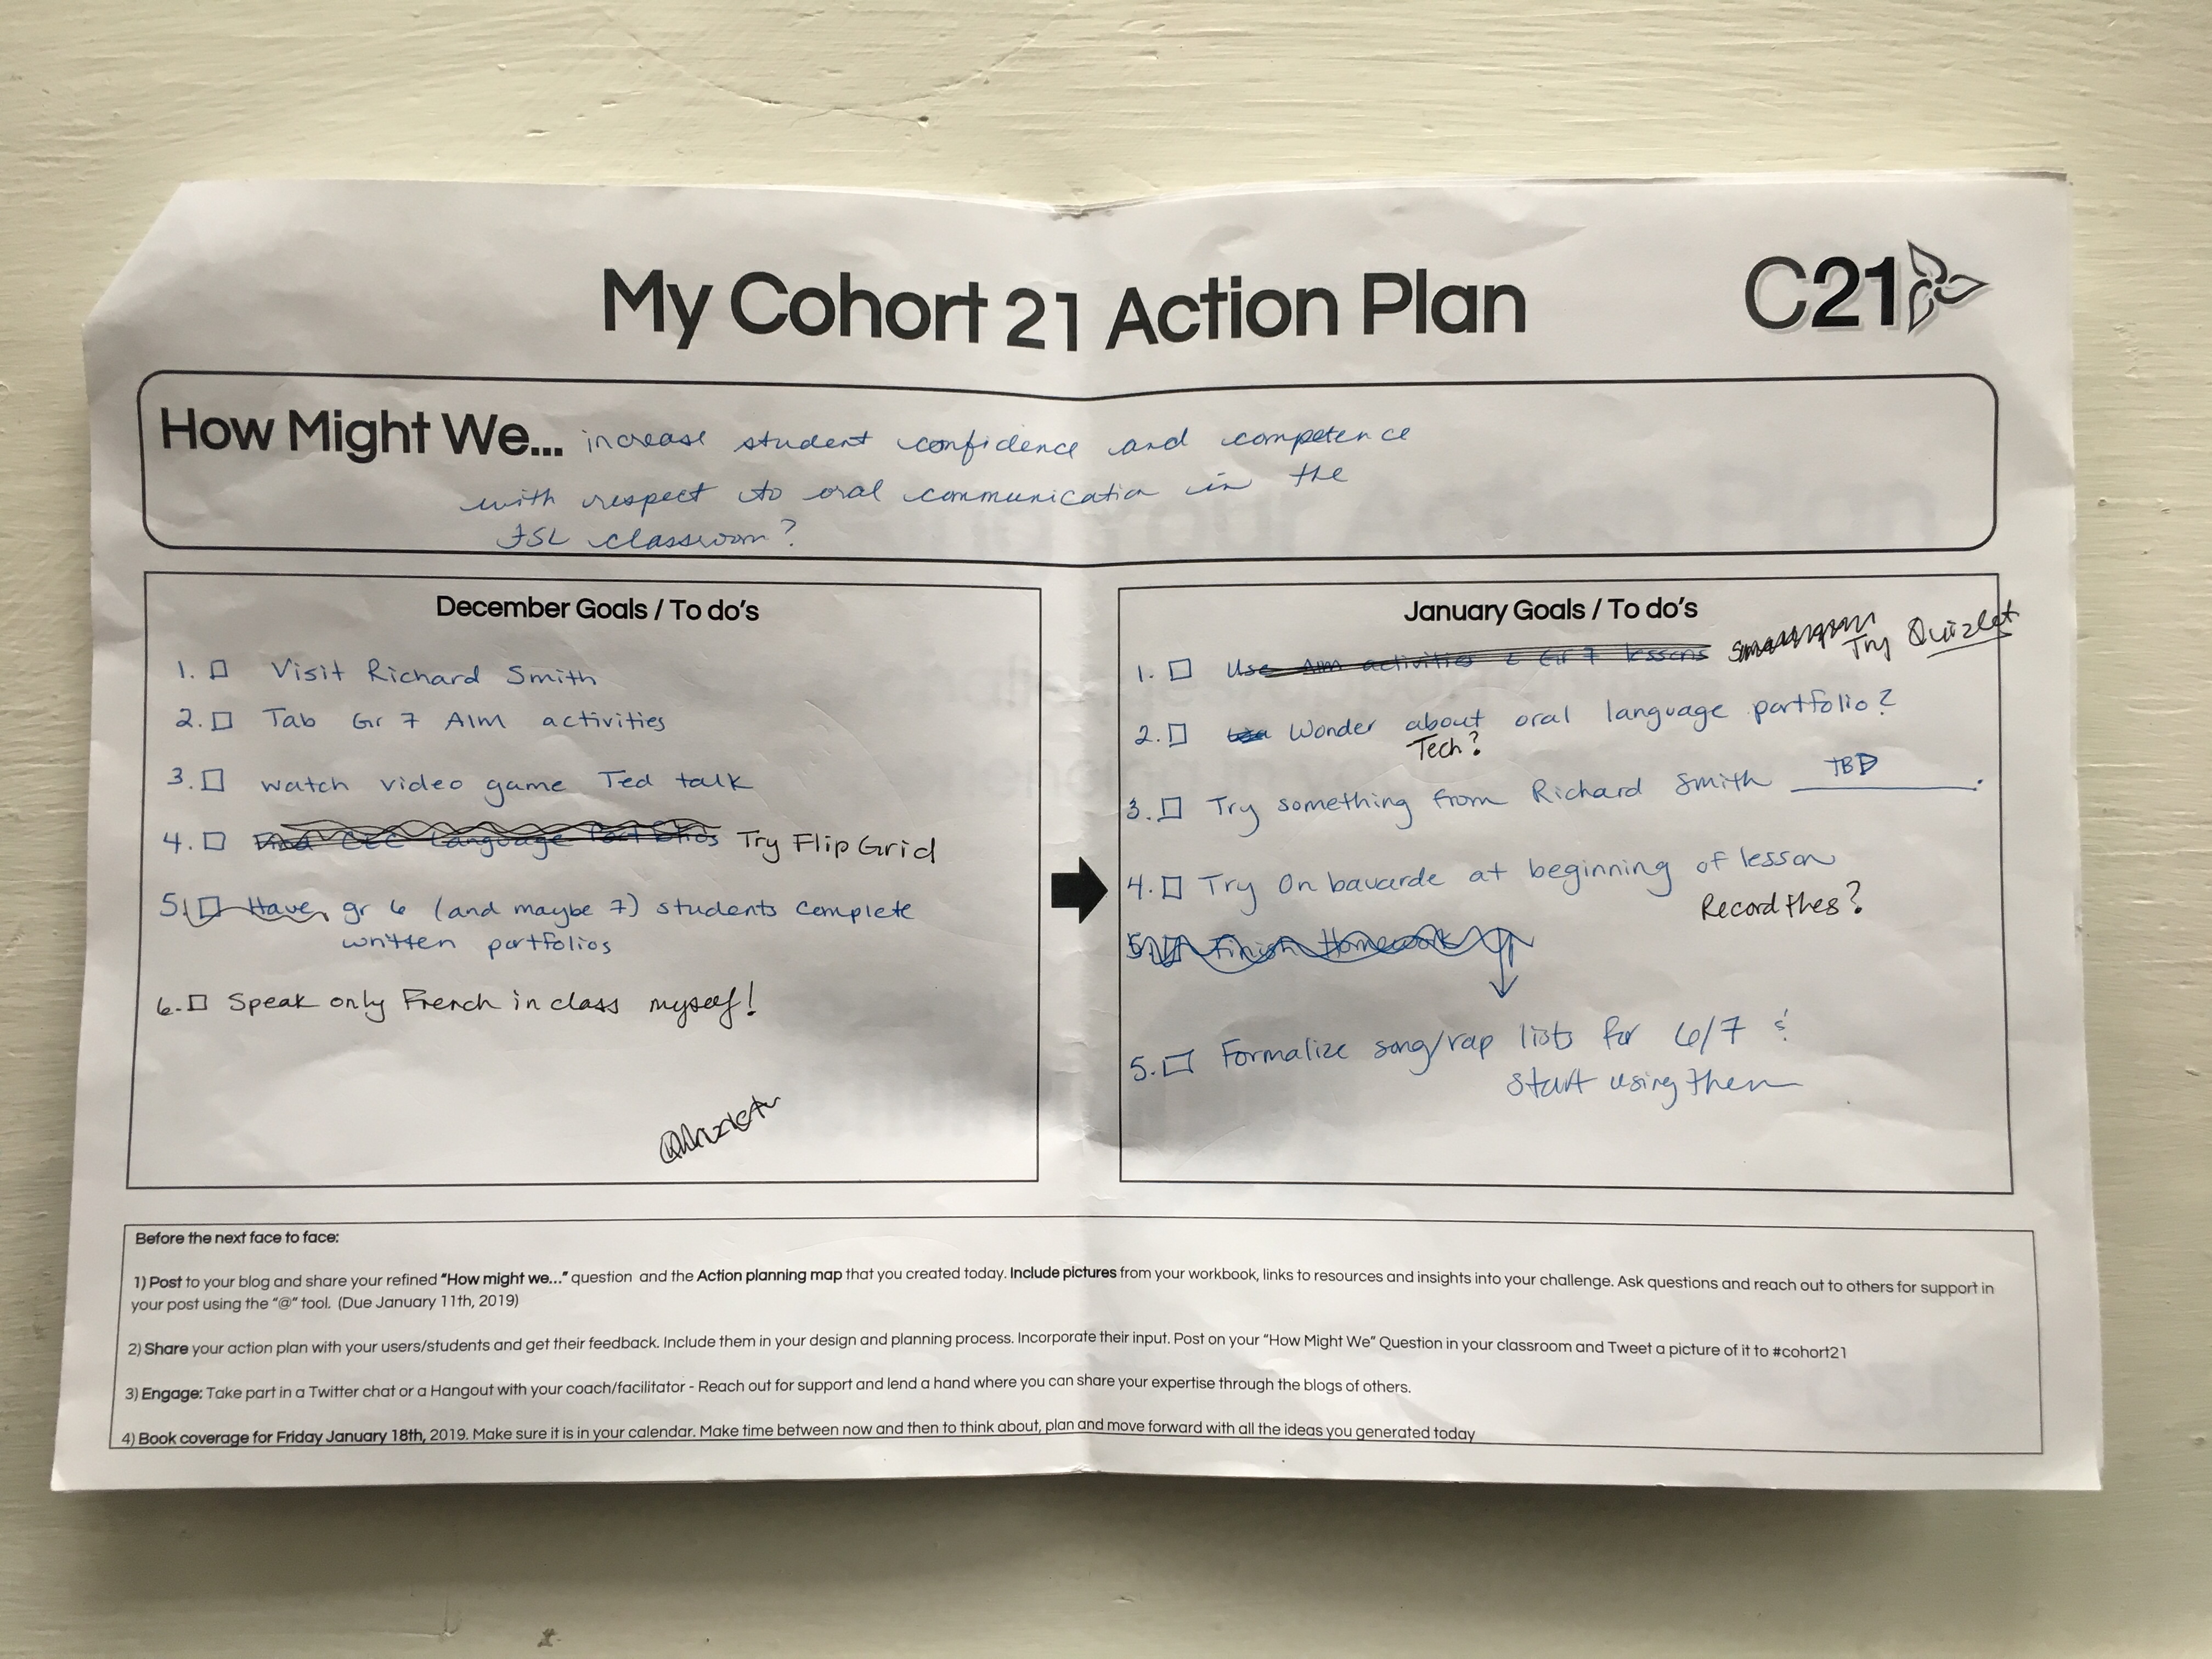 My Cohort 21 Action Plan
C21
How Might We... increase student confidence and competence
with respect to oral communication in the
FSL classroom?
December Goals / To do's
1. Visit Richard Smith
2. Tab Gr 7 AIM activities
3. watch video game Ted talk
4. Language Portfolios Try FlipGrid
5. Have gr 6 (and maybe 7) students complete
written portfolios
6. Speak only French in class myself!
January Goals / To do's
1. Use AIM activities Gr 7 lessons Try Quizlet
2. Wonder about oral language portfolio?
Tech?
3. Try something from Richard Smith TBD.
4. Try On bavarde at beginning of lesson
Record thes?
5. Finish Homework
5. Formalize song/rap lists for 6/7 &
start using them
Before the next face to face:
1) Post to your blog and share your refined "How might we..." question and the Action planning map that you created today. Include pictures from your workbook, links to resources and insights into your challenge. Ask questions and reach out to others for support in
your post using the "@" tool. (Due January 11th, 2019)
2) Share your action plan with your users/students and get their feedback. Include them in your design and planning process. Incorporate their input. Post on your "How Might We" Question in your classroom and Tweet a picture of it to #cohort21
3) Engage: Take part in a Twitter chat or a Hangout with your coach/facilitator - Reach out for support and lend a hand where you can share your expertise through the blogs of others.
4) Book coverage for Friday January 18th, 2019. Make sure it is in your calendar. Make time between now and then to think about, plan and move forward with all the ideas you generated today